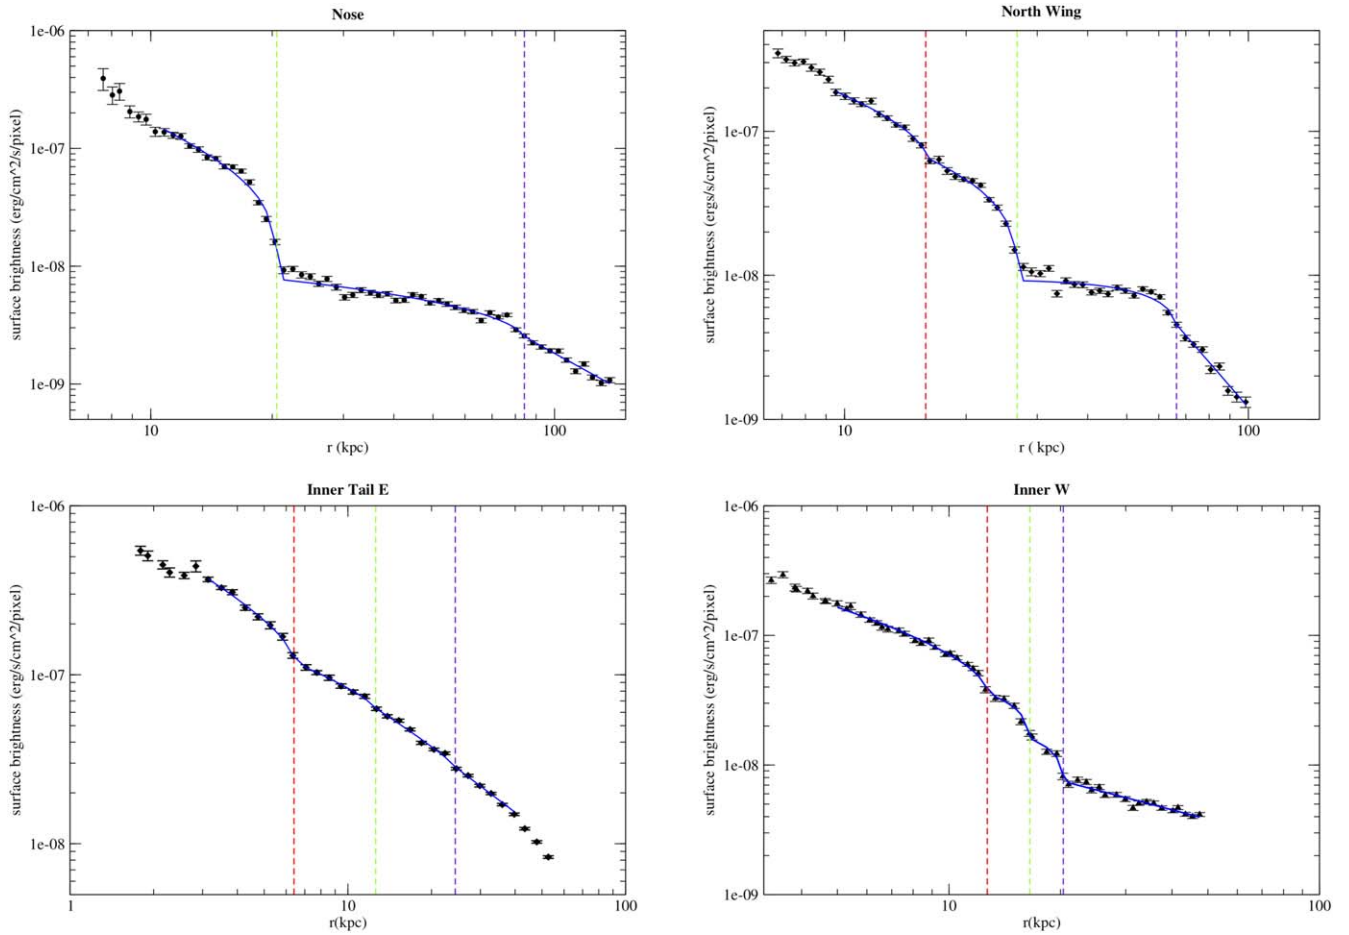 Nose
1e-06
1e-07
1e-08
1e-09
surface brightness (erg/cm^2/s/pixel)
10
100
r (kpc)
North Wing
1e-07
1e-08
1e-09
surface brightness (ergs/s/cm^2/pixel)
10
100
r ( kpc)
Inner Tail E
1e-06
1e-07
1e-08
surface brightness (erg/s/cm^2/pixel)
1
10
100
r(kpc)
Inner W
1e-06
1e-07
1e-08
1e-09
surface brightness (erg/s/cm^2/pixel)
10
100
r(kpc)